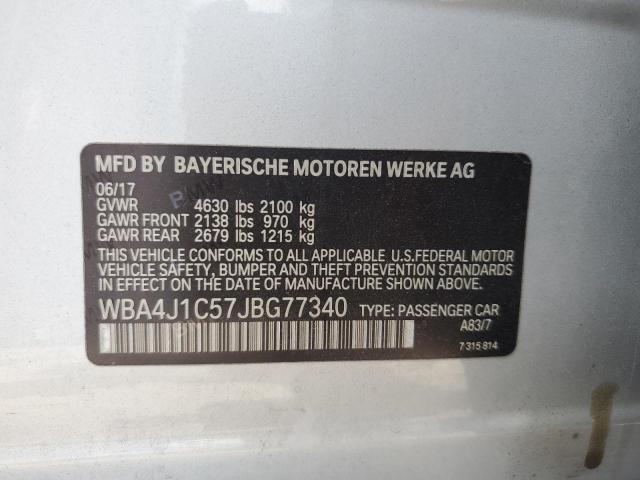 MFD BY BAYERISCHE MOTOREN WERKE AG
06/17
GVWR 4630 lbs 2100 kg
GAWR FRONT 2138 lbs 970 kg
GAWR REAR 2679 lbs 1215 kg
THIS VEHICLE CONFORMS TO ALL APPLICABLE U.S.FEDERAL MOTOR
VEHICLE SAFETY, BUMPER AND THEFT PREVENTION STANDARDS
IN EFFECT ON THE DATE OF MANUFACTURE SHOWN ABOVE.
WBA4J1C57JBG77340 TYPE: PASSENGER CAR
A83/7
7 315 814